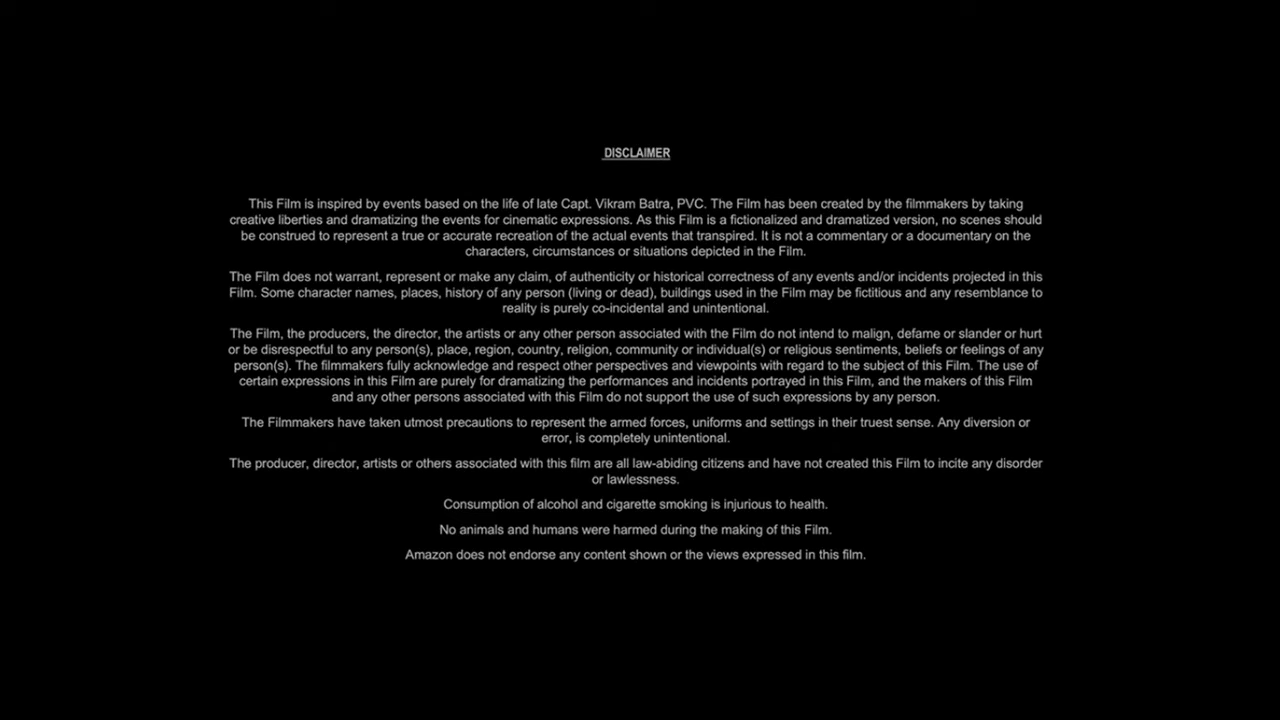 DISCLAIMER
This Film is inspired by events based on the life of late Capt. Vikram Batra, PVC. The Film has been created by the filmmakers by taking
creative liberties and dramatizing the events for cinematic expressions. As this Film is a fictionalized and dramatized version, no scenes should
be construed to represent a true or accurate recreation of the actual events that transpired. It is not a commentary or a documentary on the
characters, circumstances or situations depicted in the Film.
The Film does not warrant, represent or make any claim, of authenticity or historical correctness of any events and/or incidents projected in this
Film. Some character names, places, history of any person (living or dead), buildings used in the Film may be fictitious and any resemblance to
reality is purely co-incidental and unintentional.
The Film, the producers, the director, the artists or any other person associated with the Film do not intend to malign, defame or slander or hurt
or be disrespectful to any person(s), place, region, country, religion, community or individual(s) or religious sentiments, beliefs or feelings of any
person(s). The filmmakers fully acknowledge and respect other perspectives and viewpoints with regard to the subject of this Film. The use of
certain expressions in this Film are purely for dramatizing the performances and incidents portrayed in this Film, and the makers of this Film
and any other persons associated with this Film do not support the use of such expressions by any person.
The Filmmakers have taken utmost precautions to represent the armed forces, uniforms and settings in their truest sense. Any diversion or
error, is completely unintentional.
The producer, director, artists or others associated with this film are all law-abiding citizens and have not created this Film to incite any disorder
or lawlessness.
Consumption of alcohol and cigarette smoking is injurious to health.
No animals and humans were harmed during the making of this Film.
Amazon does not endorse any content shown or the views expressed in this film.